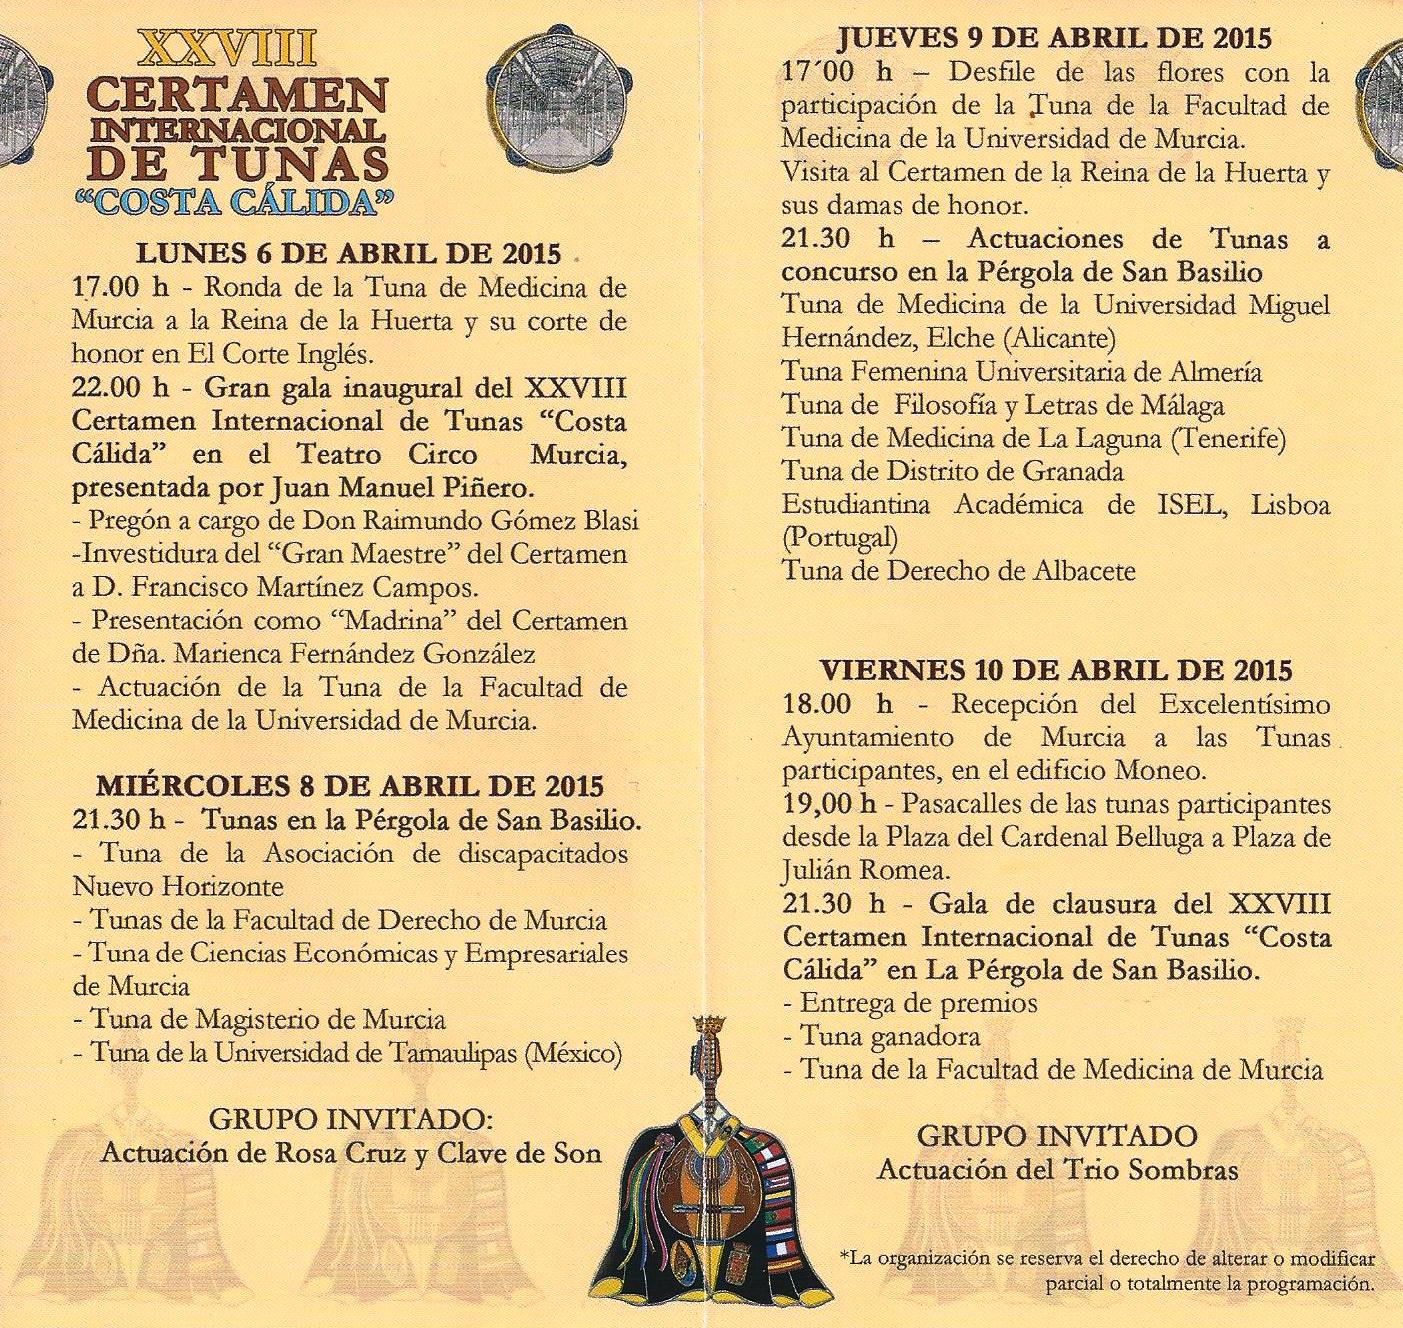 XXVIII
CERTAMEN
INTERNACIONAL
DE TUNAS
“COSTA CÁLIDA”
LUNES 6 DE ABRIL DE 2015
17.00 h - Ronda de la Tuna de Medicina de
Murcia a la Reina de la Huerta y su corte de
honor en El Corte Inglés.
22.00 h - Gran gala inaugural del XXVIII
Certamen Internacional de Tunas “Costa
Cálida” en el Teatro Circo Murcia,
presentada por Juan Manuel Piñero.
- Pregón a cargo de Don Raimundo Gómez Blasi
-Investidura del “Gran Maestre” del Certamen
a D. Francisco Martínez Campos.
- Presentación como “Madrina” del Certamen
de Dña. Marienca Fernández González
- Actuación de la Tuna de la Facultad de
Medicina de la Universidad de Murcia.
MIÉRCOLES 8 DE ABRIL DE 2015
21.30 h - Tunas en la Pérgola de San Basilio.
- Tuna de la Asociación de discapacitados
Nuevo Horizonte
- Tunas de la Facultad de Derecho de Murcia
- Tuna de Ciencias Económicas y Empresariales
de Murcia
- Tuna de Magisterio de Murcia
- Tuna de la Universidad de Tamaulipas (México)
GRUPO INVITADO:
Actuación de Rosa Cruz y Clave de Son
JUEVES 9 DE ABRIL DE 2015
17´00 h – Desfile de las flores con la
participación de la Tuna de la Facultad de
Medicina de la Universidad de Murcia.
Visita al Certamen de la Reina de la Huerta y
sus damas de honor.
21.30 h – Actuaciones de Tunas a
concurso en la Pérgola de San Basilio
Tuna de Medicina de la Universidad Miguel
Hernández, Elche (Alicante)
Tuna Femenina Universitaria de Almería
Tuna de Filosofía y Letras de Málaga
Tuna de Medicina de La Laguna (Tenerife)
Tuna de Distrito de Granada
Estudiantina Académica de ISEL, Lisboa
(Portugal)
Tuna de Derecho de Albacete
VIERNES 10 DE ABRIL DE 2015
18.00 h - Recepción del Excelentísimo
Ayuntamiento de Murcia a las Tunas
participantes, en el edificio Moneo.
19,00 h - Pasacalles de las tunas participantes
desde la Plaza del Cardenal Belluga a Plaza de
Julián Romea.
21.30 h - Gala de clausura del XXVIII
Certamen Internacional de Tunas “Costa
Cálida” en La Pérgola de San Basilio.
- Entrega de premios
- Tuna ganadora
- Tuna de la Facultad de Medicina de Murcia
GRUPO INVITADO
Actuación del Trio Sombras
*La organización se reserva el derecho de alterar o modificar
parcial o totalmente la programación.